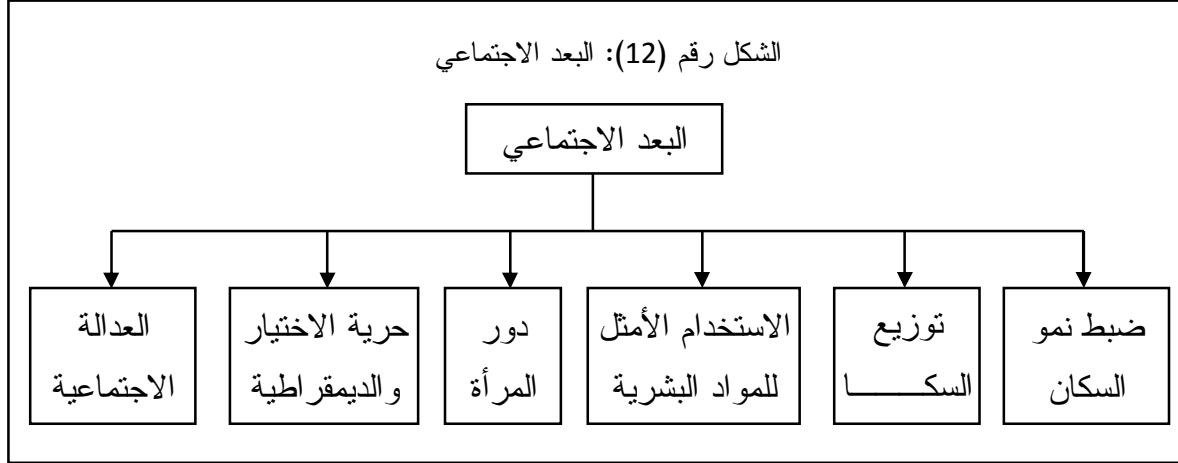 الشكل رقم (12): البعد الاجتماعي
البعد الاجتماعي
ضبط نمو
السكان
توزيع
السكـــــــا
الاستخدام الأمثل
للمواد البشرية
دور
المرأة
حرية الاختيار
والديمقراطية
العدالة
الاجتماعية